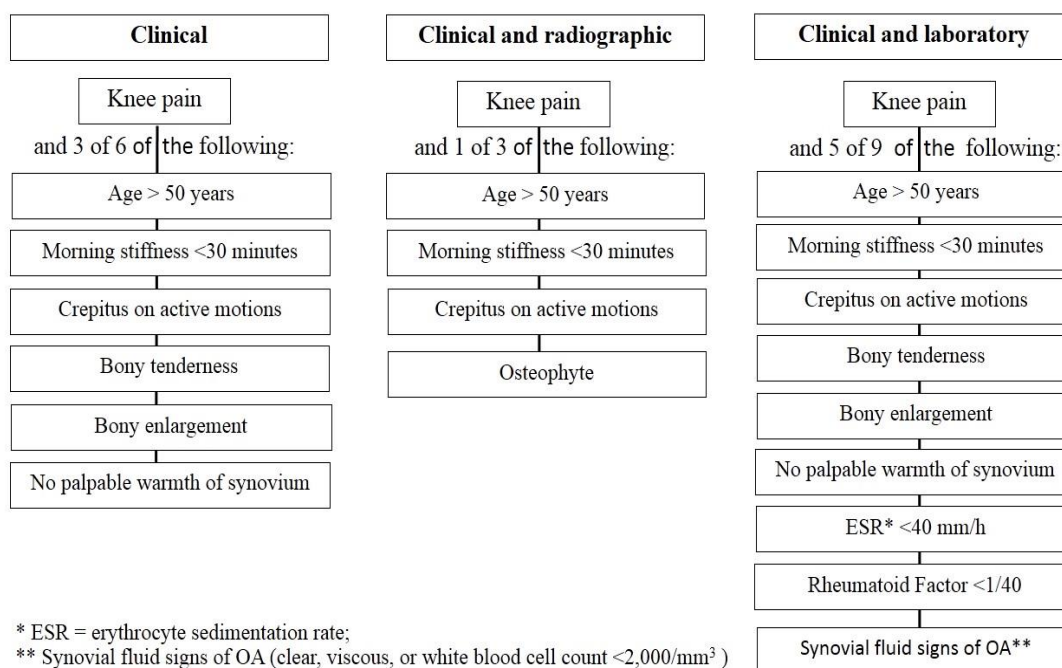 Clinical
Knee pain
and 3 of 6 of the following:
Age > 50 years
Morning stiffness <30 minutes
Crepitus on active motions
Bony tenderness
Bony enlargement
No palpable warmth of synovium
Clinical and radiographic
Knee pain
and 1 of 3 of the following:
Age > 50 years
Morning stiffness <30 minutes
Crepitus on active motions
Osteophyte
Clinical and laboratory
Knee pain
and 5 of 9 of the following:
Age > 50 years
Morning stiffness <30 minutes
Crepitus on active motions
Bony tenderness
Bony enlargement
No palpable warmth of synovium
ESR* <40 mm/h
Rheumatoid Factor <1/40
Synovial fluid signs of OA**
* ESR = erythrocyte sedimentation rate;
** Synovial fluid signs of OA (clear, viscous, or white blood cell count <2,000/mm³ )